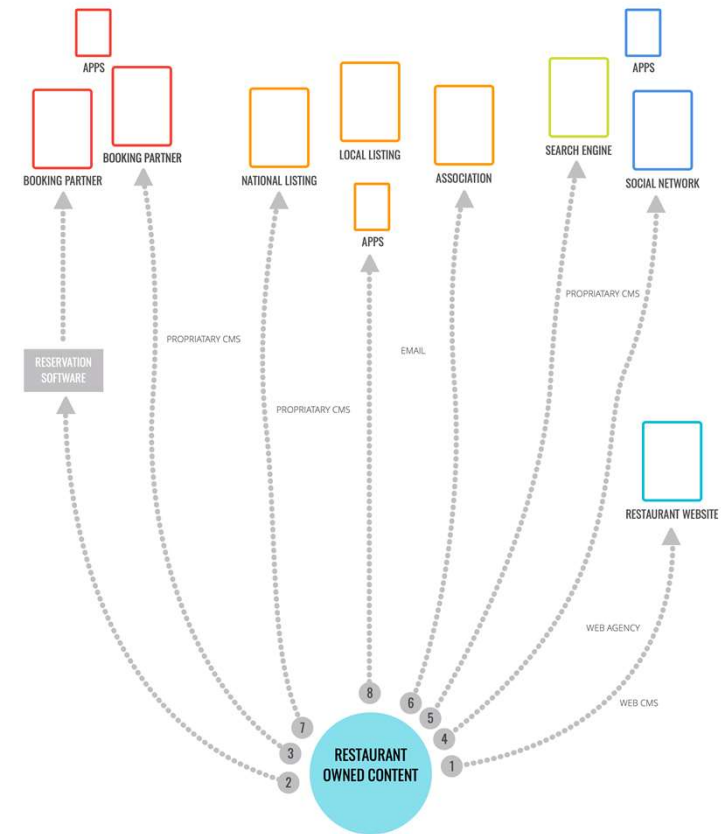 APPS
APPS
BOOKING PARTNER
BOOKING PARTNER
NATIONAL LISTING
LOCAL LISTING
APPS
ASSOCIATION
SEARCH ENGINE
SOCIAL NETWORK
PROPRIATARY CMS
PROPRIATARY CMS
EMAIL
RESERVATION
SOFTWARE
PROPRIATARY CMS
RESTAURANT WEBSITE
WEB AGENCY
WEB CMS
8
6
5
7
4
3
1
2
RESTAURANT
OWNED CONTENT